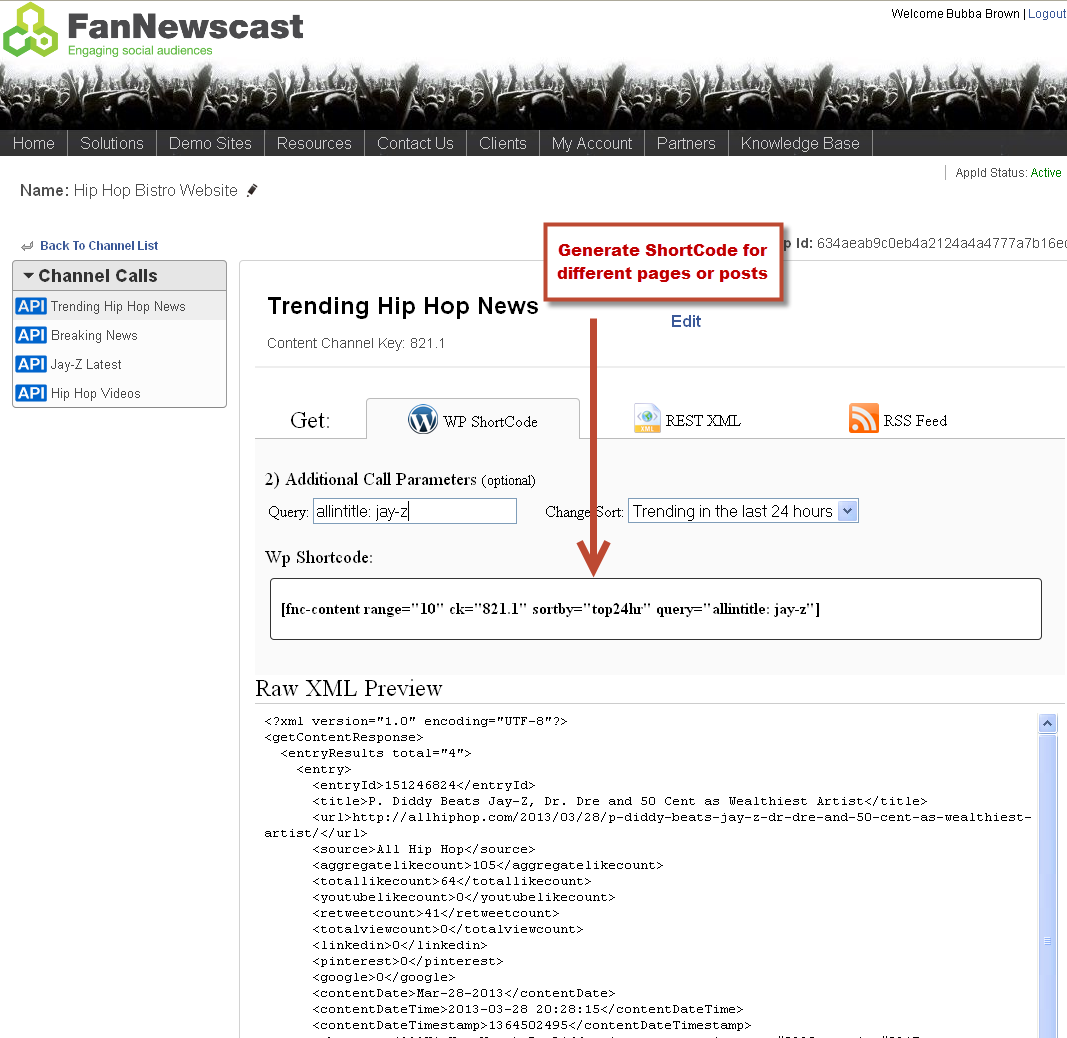 FanNewscast
Engaging social audiences
Welcome Bubba Brown | Logout
Home Solutions Demo Sites Resources Contact Us Clients My Account Partners Knowledge Base
AppId Status: Active
Name: Hip Hop Bistro Website
Back To Channel List
p Id: 634aeab9c0eb4a2124a4a4777a7b16e
Generate ShortCode for
different pages or posts
Channel Calls
API Trending Hip Hop News
API Breaking News
API Jay-Z Latest
API Hip Hop Videos
Trending Hip Hop News
Edit
Content Channel Key: 821.1
Get: WP ShortCode XML REST XML RSS Feed
2) Additional Call Parameters (optional)
Query: allintitle: jay-z Change Sort: Trending in the last 24 hours
Wp Shortcode:
[fnc-content range="10" ck="821.1" sortby="top24hr" query="allintitle: jay-z"]
Raw XML Preview
<?xml version="1.0" encoding="UTF-8"?>
<getContentResponse>
<entryResults total="4">
<entry>
<entryId>151246824</entryId>
<title>P. Diddy Beats Jay-Z, Dr. Dre and 50 Cent as Wealthiest Artist</title>
<url>http://allhiphop.com/2013/03/28/p-diddy-beats-jay-z-dr-dre-and-50-cent-as-wealthiest-
artist/</url>
<source>All Hip Hop</source>
<aggregatelikecount>105</aggregatelikecount>
<totallikecount>64</totallikecount>
<youtubelikecount>0</youtubelikecount>
<retweetcount>41</retweetcount>
<totalviewcount>0</totalviewcount>
<linkedin>0</linkedin>
<pinterest>0</pinterest>
<google>0</google>
<contentDate>Mar-28-2013</contentDate>
<contentDateTime>2013-03-28 20:28:15</contentDateTime>
<contentDateTimestamp>1364502495</contentDateTimestamp>